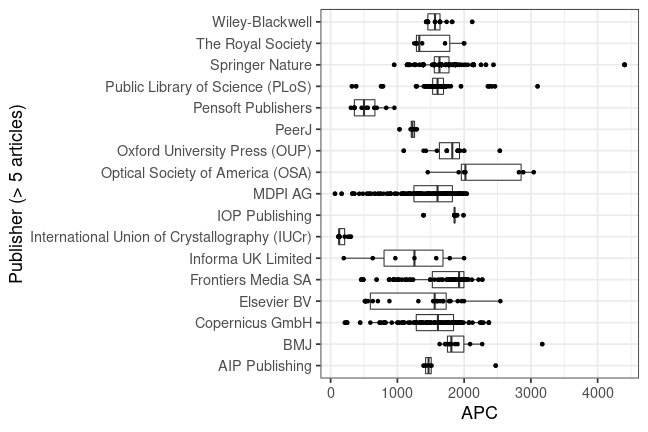 Publisher (> 5 articles)
Wiley-Blackwell
The Royal Society
Springer Nature
Public Library of Science (PLoS)
Pensoft Publishers
PeerJ
Oxford University Press (OUP)
Optical Society of America (OSA)
MDPI AG
IOP Publishing
International Union of Crystallography (IUCr)
Informa UK Limited
Frontiers Media SA
Elsevier BV
Copernicus GmbH
BMJ
AIP Publishing
0 1000 2000 3000 4000
APC